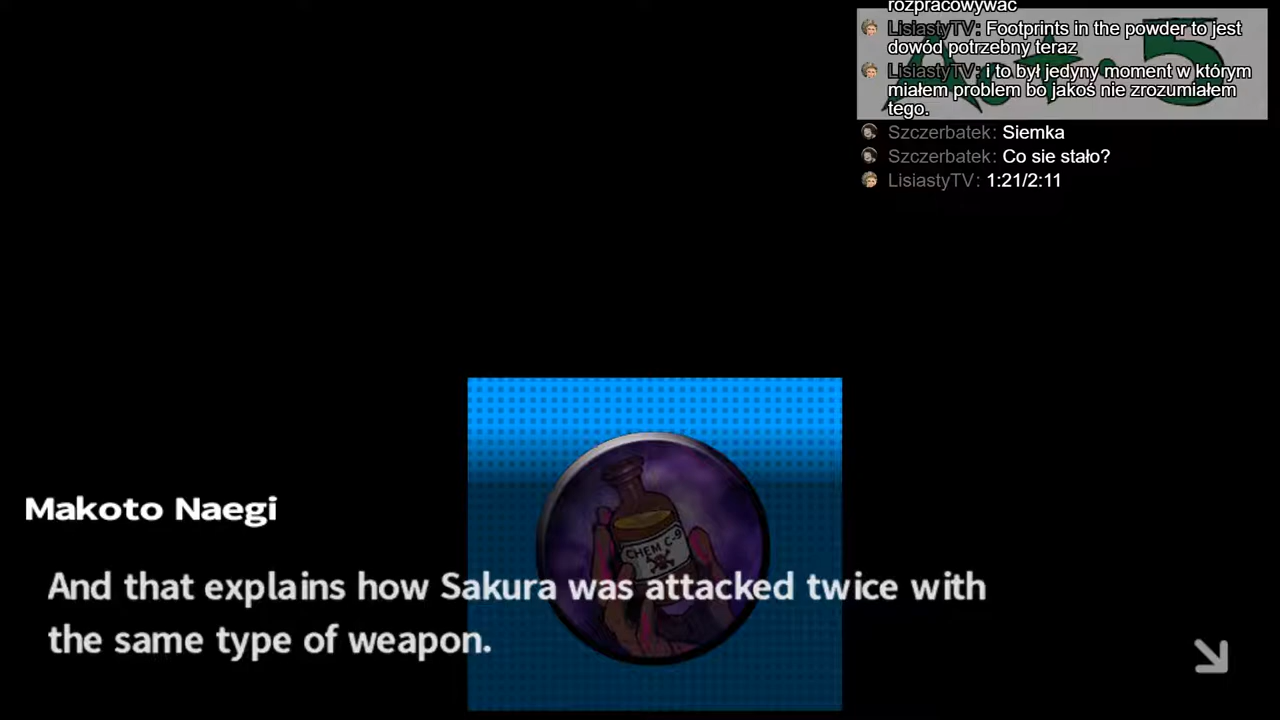 rozpracowywać
LisiastyTV: Footprints in the powder to jest
dowód potrzebny teraz
LisiastyTV: i to był jedyny moment w którym
miałem problem bo jakoś nie zrozumiałem
tego.
Act. 5
Szczerbatek: Siemka
Szczerbatek: Co sie stało?
LisiastyTV: 1:21/2:11
CHEM C-9
Makoto Naegi
And that explains how Sakura was attacked twice with
the same type of weapon.